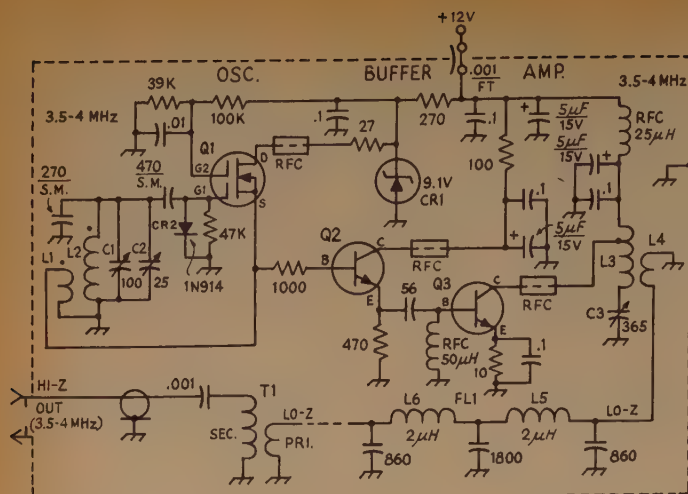 +12V
OSC.
BUFFER
AMP.
.001
FT
3.5-4 MHz
39K
100K
.01
3.5-4 MHz
.1
27
270
.1
+
5µF
15V
RFC
25µH
Q1
D
RFC
G2
G1
S
100
5µF
15V
+
.1
9.1V
CR1
270
S.M.
470
S.M.
CR2
47K
1N914
.1
+
5µF
15V
L1
L2
C1
100
C2
25
Q2
C
B
E
RFC
L3
L4
1000
56
Q3
C
B
E
RFC
C3
365
470
RFC
50µH
10
.1
HI-Z
OUT
(3.5-4 MHz)
.001
T1
SEC.
LO-Z
PRI.
L6
2µH
FL1
L5
2µH
LO-Z
860
1800
860